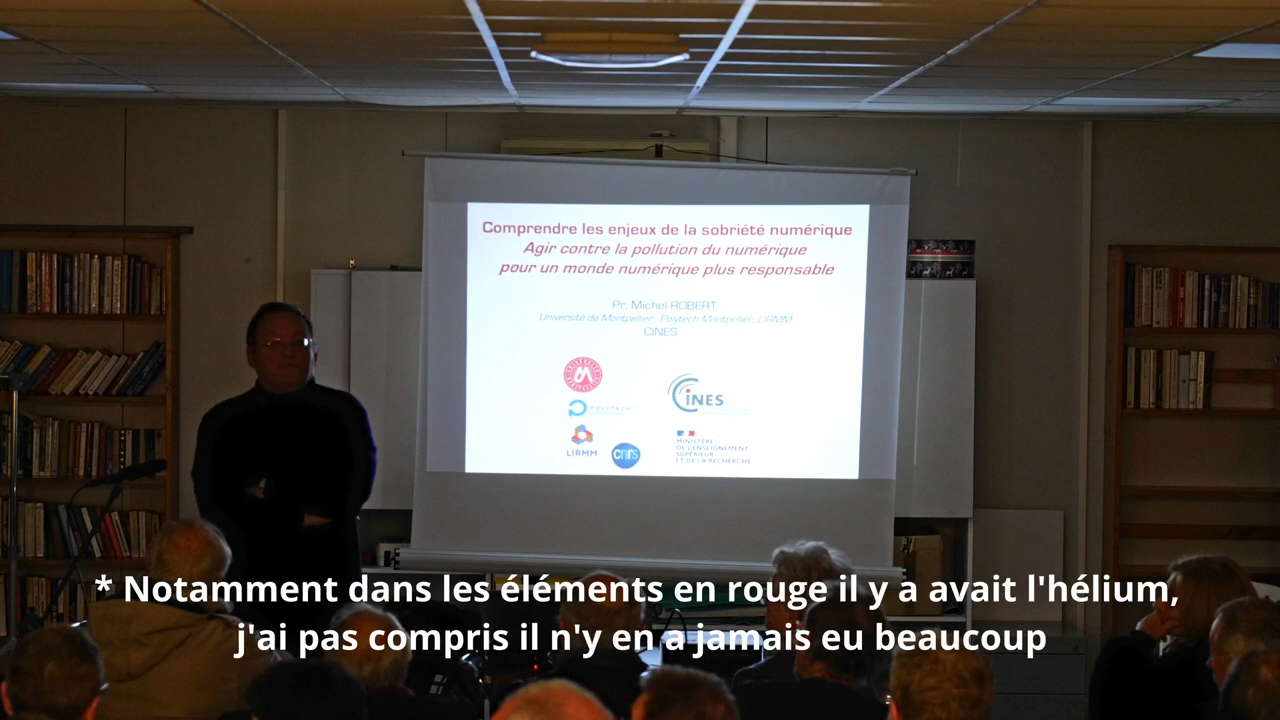 Comprendre les enjeux de la sobriété numérique
Agir contre la pollution du numérique
pour un monde numérique plus responsable
Pr. Michel ROBERT
Université de Montpellier, Polytech Montpellier, LIRMM
CINES
CINES
POLYTECH
LIRMM
cnrs
MINISTÈRE
DE L'ENSEIGNEMENT
SUPÉRIEUR
ET DE LA RECHERCHE
* Notamment dans les éléments en rouge il y a avait l'hélium,
j'ai pas compris il n'y en a jamais eu beaucoup